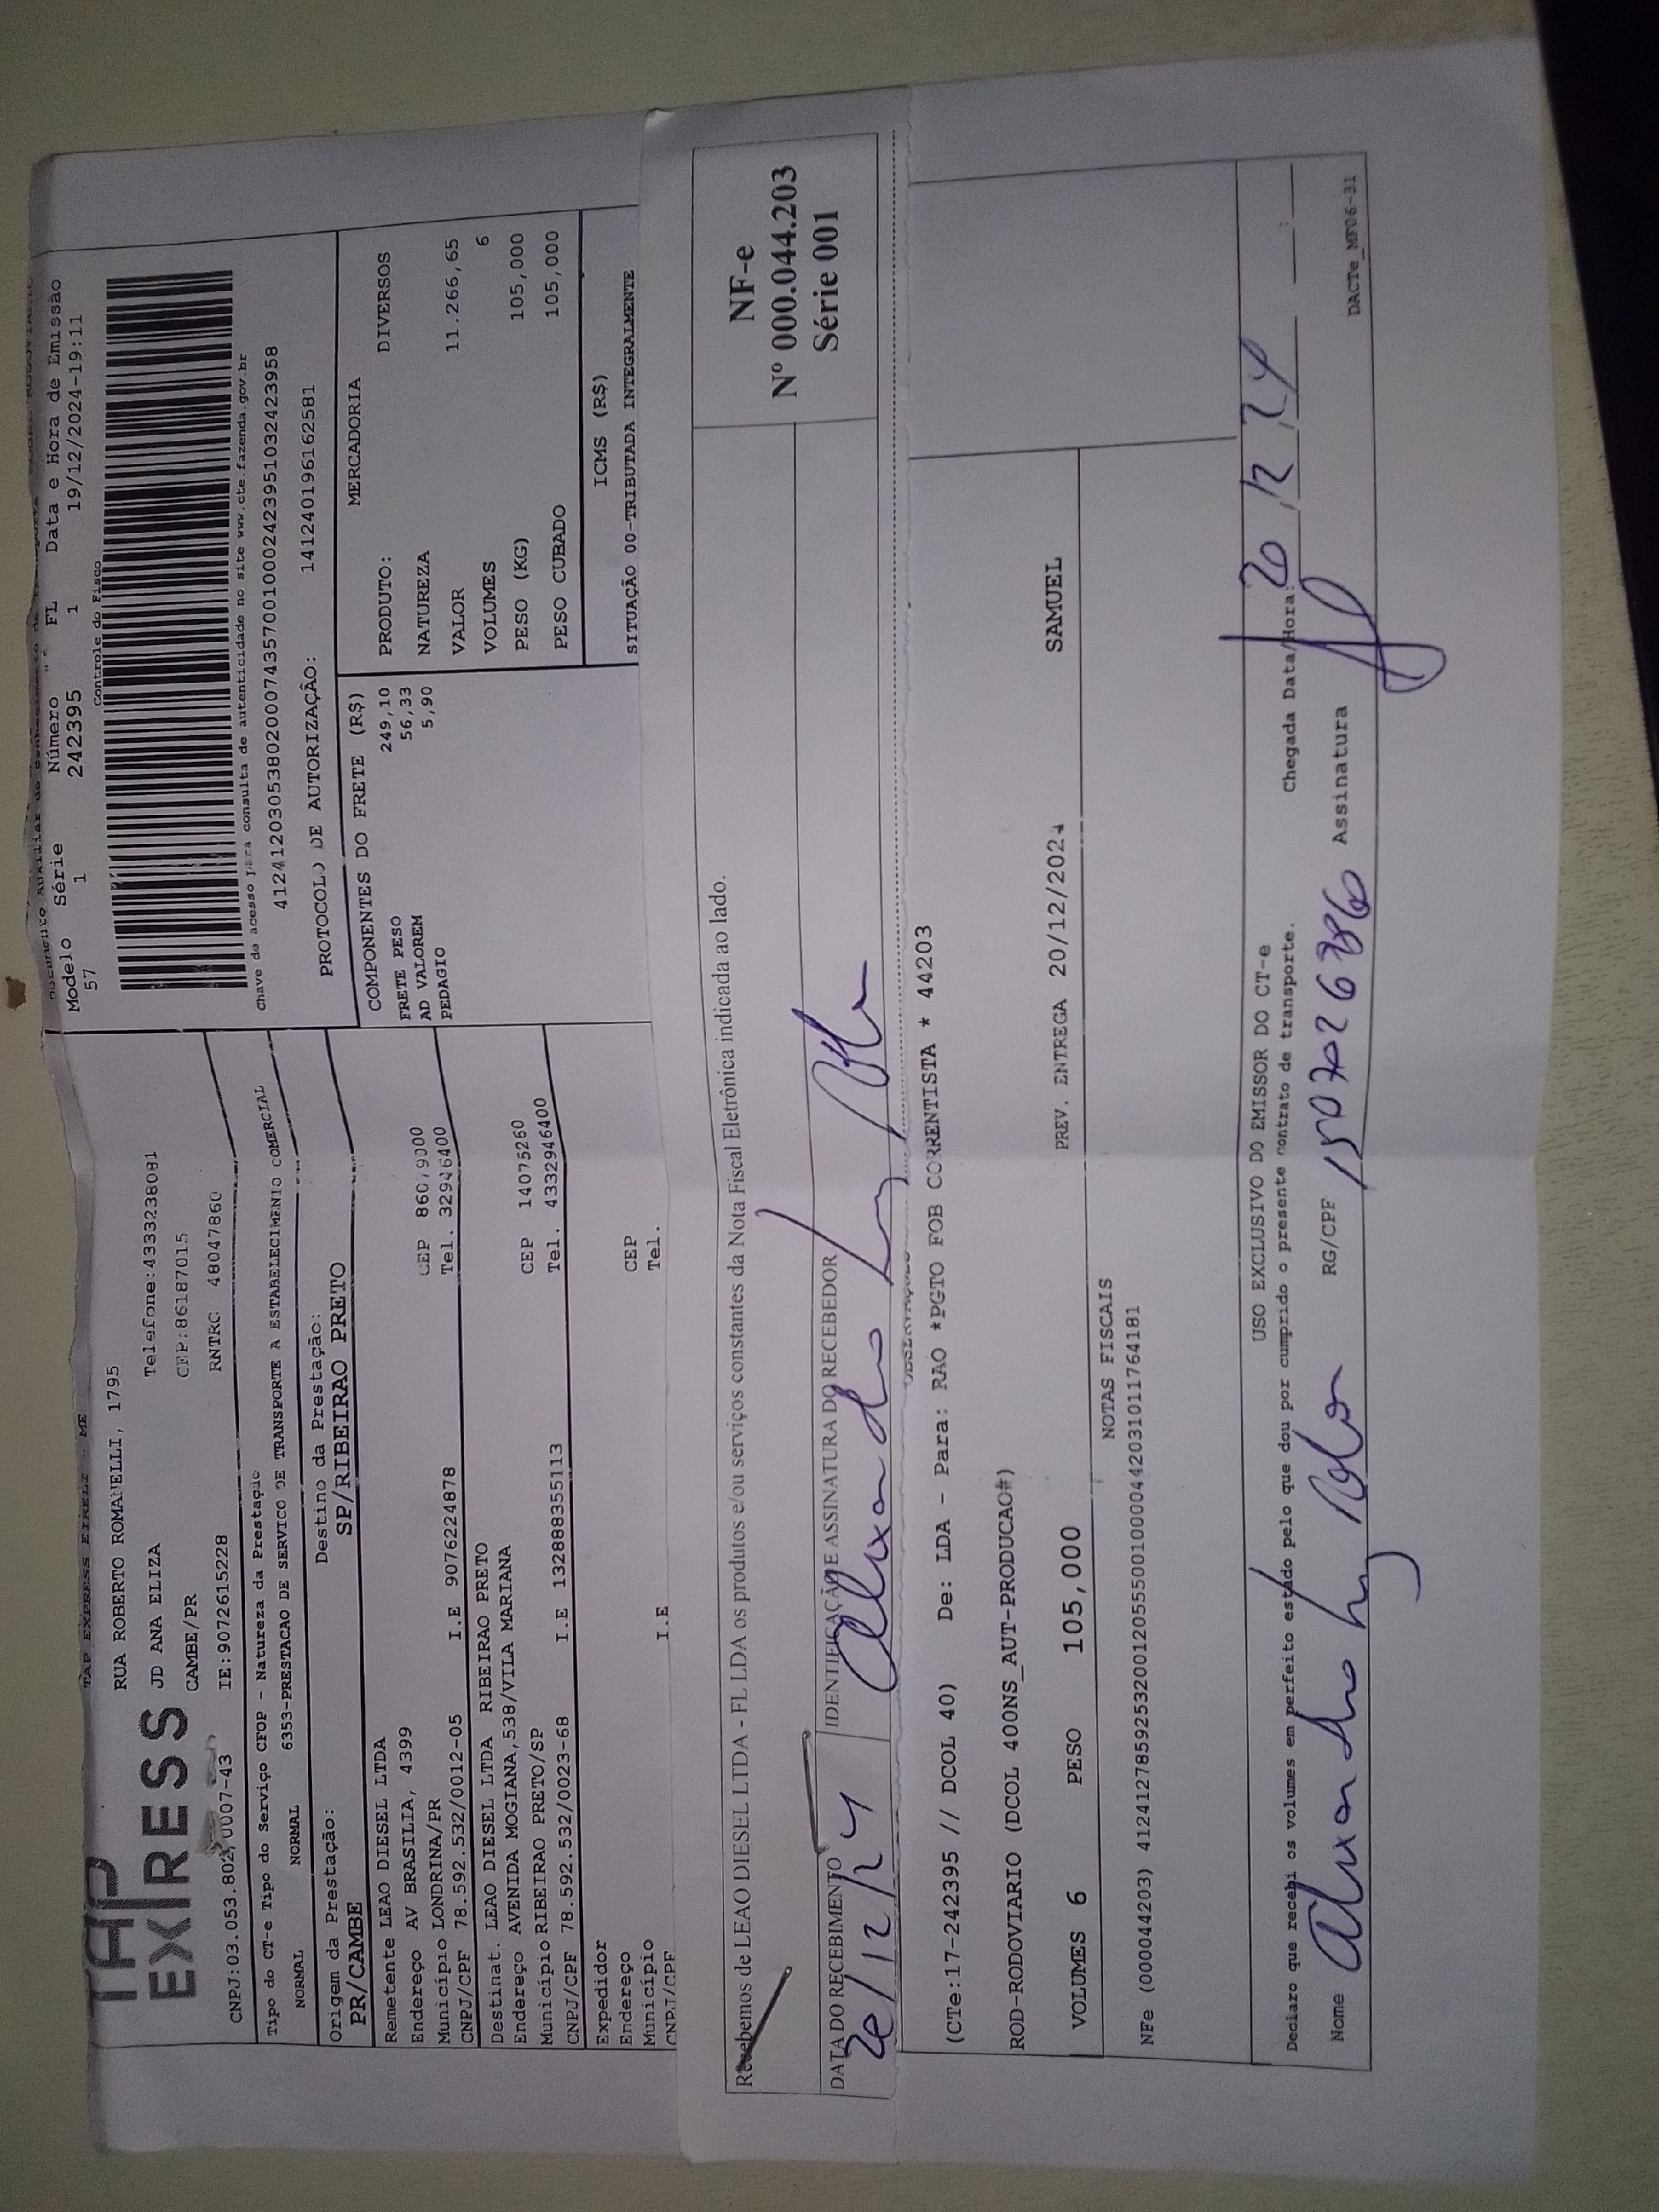 TAP EXPRESS EIRELI - ME
TAP
EXPRESS
RUA ROBERTO ROMANELLI, 1795
JD ANA ELIZA Telefone:4333238081
CAMBE/PR CEP:86187015
CNPJ:03.053.802/0007-43 IE:9072615228 RNTRC 48047860
Tipo do CT-e Tipo do Serviço CFOP - Natureza da Prestação
NORMAL NORMAL 6353-PRESTACAO DE SERVICO DE TRANSPORTE A ESTABELECIMENTO COMERCIAL
Origem da Prestação: Destino da Prestação:
PR/CAMBE SP/RIBEIRAO PRETO
Remetente LEAO DIESEL LTDA
Endereço AV BRASILIA, 4399 CEP
Município LONDRINA/PR Tel. 32946400
CNPJ/CPF 78.592.532/0012-05 I.E 9076224878
Destinat. LEAO DIESEL LTDA RIBEIRAO PRETO
Endereço AVENIDA MOGIANA,538/VILA MARIANA CEP 14075260
Município RIBEIRAO PRETO/SP Tel. 4332946400
CNPJ/CPF 78.592.532/0023-68 I.E 132888355113
Expedidor
Endereço CEP
Município Tel.
CNPJ/CPF I.E
Modelo Série Número FL Data e Hora de Emissão
57 1 242395 1 19/12/2024-19:11
Controle do Fisco
Chave de acesso para consulta de autenticidade no site www.cte.fazenda.gov.br
41241203053802000743570010002423951032423958
PROTOCOLO DE AUTORIZAÇÃO: 141240196162581
COMPONENTES DO FRETE (R$)
FRETE PESO 249,10
AD VALOREM 56,33
PEDAGIO 5,90
MERCADORIA
PRODUTO: DIVERSOS
NATUREZA
VALOR 11.266,65
VOLUMES 6
PESO (KG) 105,000
PESO CUBADO 105,000
ICMS (R$)
SITUAÇÃO 00-TRIBUTADA INTEGRALMENTE
Recebemos de LEAO DIESEL LTDA - FL LDA os produtos e/ou serviços constantes da Nota Fiscal Eletrônica indicada ao lado.
DATA DO RECEBIMENTO IDENTIFICAÇÃO E ASSINATURA DO RECEBEDOR
20/12/24
NF-e
Nº 000.044.203
Série 001
OBSERVAÇÕES
(CTe:17-242395 // DCOL 40) De: LDA - Para: RAO *PGTO FOB CORRENTISTA * 44203
ROD-RODOVIARIO (DCOL 400NS_AUT-PRODUCAO#)
VOLUMES 6 PESO 105,000 PREV. ENTREGA 20/12/2024 SAMUEL
NOTAS FISCAIS
NFe (000044203) 41241278592532001205550010000442031011764181
USO EXCLUSIVO DO EMISSOR DO CT-e
Declaro que recebi os volumes em perfeito estado pelo que dou por cumprido o presente contrato de transporte. Chegada Data/Hora: 20/12/24 :
Nome RG/CPF Assinatura
DACTe_MF06-31